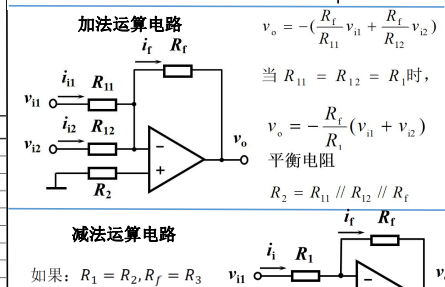 加法运算电路
v_o = −(R_f/R_11 v_i1 + R_f/R_12 v_i2)
i_f R_f
i_i1 R_11
v_i1
i_i2 R_12
v_i2
−
+
v_o
R_2
当 R_11 = R_12 = R_1时，
v_o = − R_f/R_1 (v_i1 + v_i2)
平衡电阻
R_2 = R_11 // R_12 // R_f
减法运算电路
如果：R_1 = R_2, R_f = R_3
i_f R_f
i_i R_1
v_i1
−